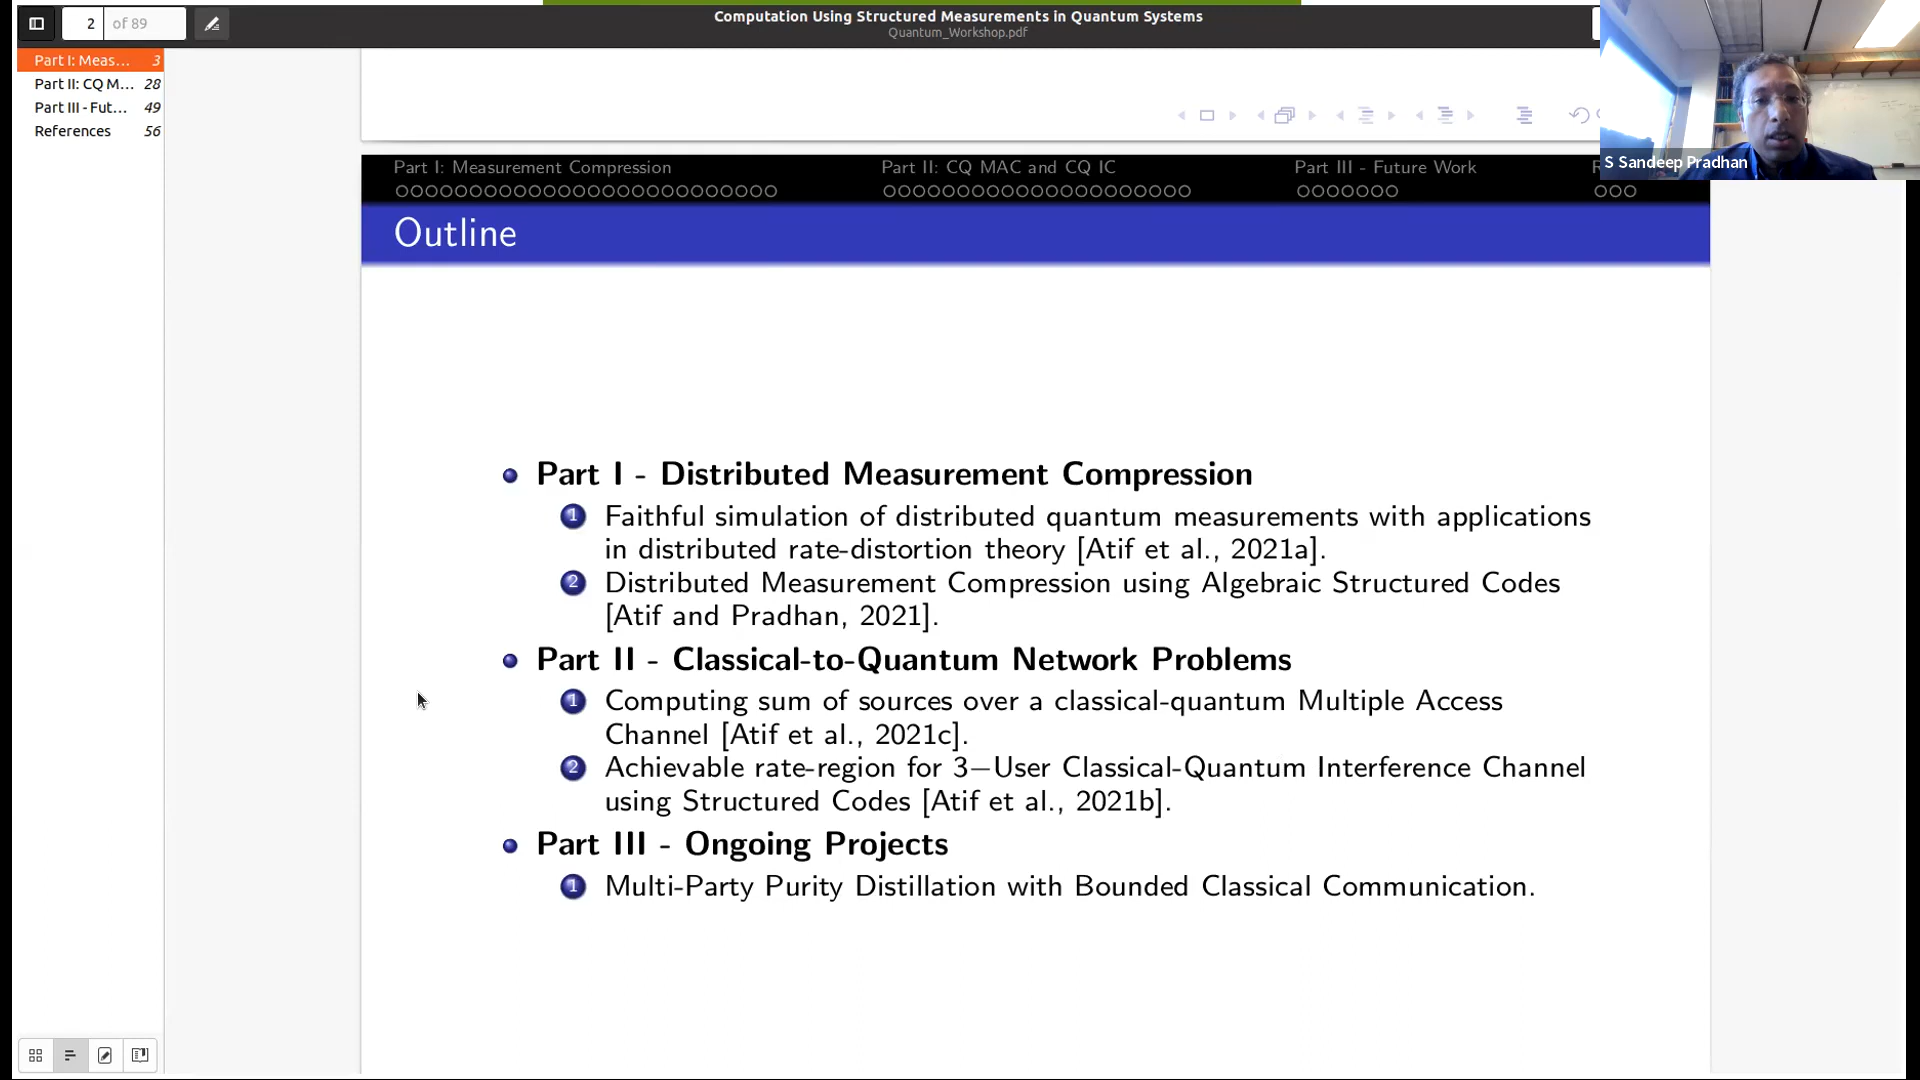 2 of 89
Computation Using Structured Measurements in Quantum Systems
Quantum_Workshop.pdf
Part I: Meas... 3
Part II: CQ M... 28
Part III - Fut... 49
References 56
S Sandeep Pradhan
Part I: Measurement Compression Part II: CQ MAC and CQ IC Part III - Future Work
Outline
Part I - Distributed Measurement Compression
1 Faithful simulation of distributed quantum measurements with applications
in distributed rate-distortion theory [Atif et al., 2021a].
2 Distributed Measurement Compression using Algebraic Structured Codes
[Atif and Pradhan, 2021].
Part II - Classical-to-Quantum Network Problems
1 Computing sum of sources over a classical-quantum Multiple Access
Channel [Atif et al., 2021c].
2 Achievable rate-region for 3−User Classical-Quantum Interference Channel
using Structured Codes [Atif et al., 2021b].
Part III - Ongoing Projects
1 Multi-Party Purity Distillation with Bounded Classical Communication.